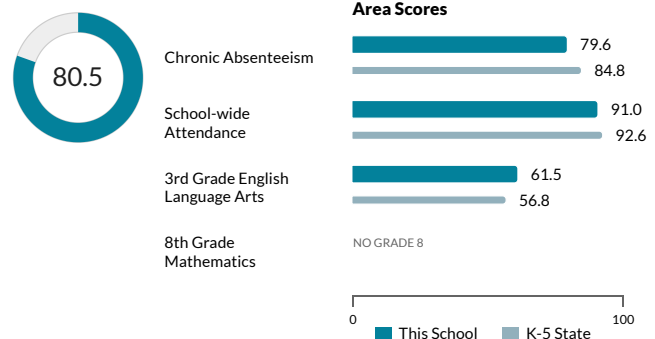 Area Scores
80.5
Chronic Absenteeism
79.6
84.8
School-wide
Attendance
91.0
92.6
3rd Grade English
Language Arts
61.5
56.8
8th Grade
Mathematics
NO GRADE 8
0
100
This School
K-5 State